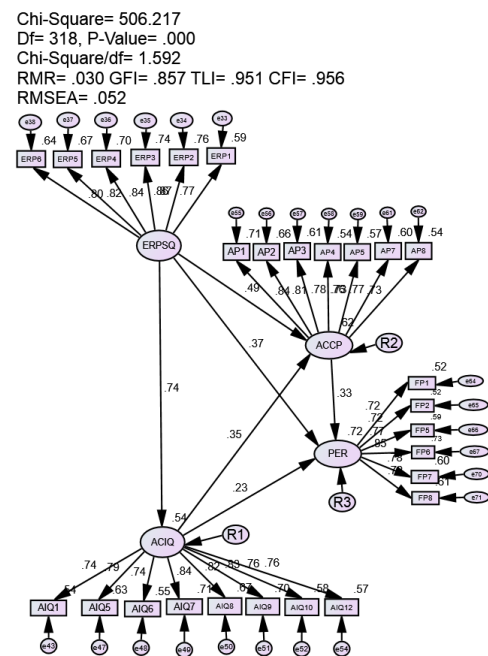 Chi-Square= 506.217
Df= 318, P-Value= .000
Chi-Square/df= 1.592
RMR= .030 GFI= .857 TLI= .951 CFI= .956
RMSEA= .052
e38 e37 e36 e35 e34 e33
.64 .67 .70 .74 .76 .59
ERP6 ERP5 ERP4 ERP3 ERP2 ERP1
.80 .82 .84 .86 .77
ERPSQ
e55 e56 e57 e58 e59 e61 e62
.71 .66 .61 .54 .57 .60 .54
AP1 AP2 AP3 AP4 AP5 AP7 AP8
.49 .84 .81 .78 .77 .73
.62
ACCP R2
.37
.74 .33
.52
FP1 e64
.52
.72 FP2 e65
.72 .59
.72 .77 FP5 e66
.85 .73
PER FP6 e67
.78 .60
FP7 e70
.61
FP8 e71
.35
.23 R3
.54 R1
ACIQ
.74 .79 .74 .84 .82 .83 .76 .76
.54 .63 .55 .71 .67 .70 .58 .57
AIQ1 AIQ5 AIQ6 AIQ7 AIQ8 AIQ9 AIQ10 AIQ12
e43 e47 e48 e49 e50 e51 e52 e54